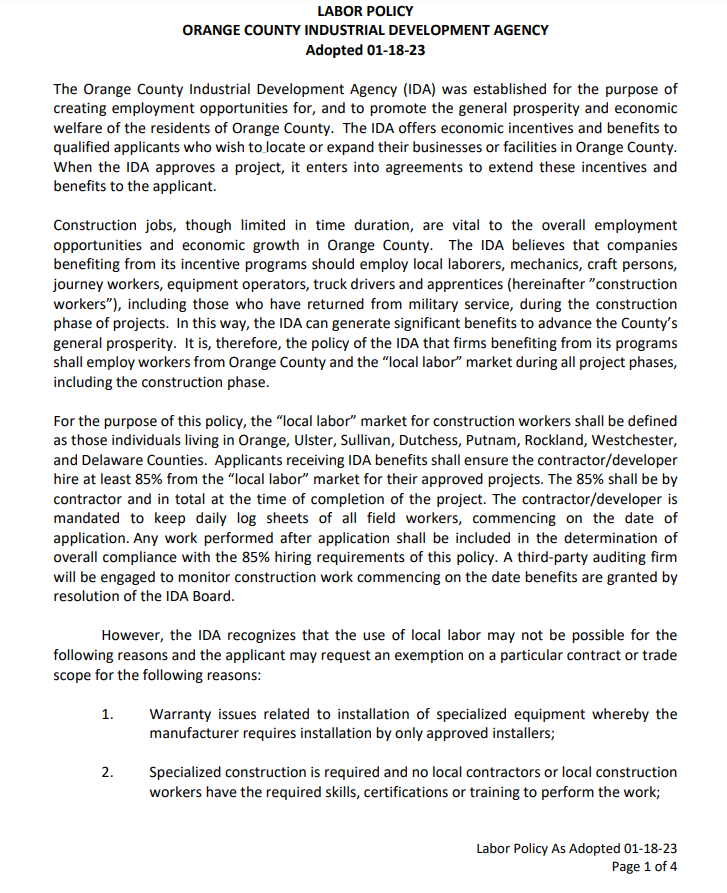 LABOR POLICY
ORANGE COUNTY INDUSTRIAL DEVELOPMENT AGENCY
Adopted 01-18-23
The Orange County Industrial Development Agency (IDA) was established for the purpose of
creating employment opportunities for, and to promote the general prosperity and economic
welfare of the residents of Orange County.  The IDA offers economic incentives and benefits to
qualified applicants who wish to locate or expand their businesses or facilities in Orange County.
When the IDA approves a project, it enters into agreements to extend these incentives and
benefits to the applicant.
Construction jobs, though limited in time duration, are vital to the overall employment
opportunities and economic growth in Orange County.  The IDA believes that companies
benefiting from its incentive programs should employ local laborers, mechanics, craft persons,
journey workers, equipment operators, truck drivers and apprentices (hereinafter "construction
workers"), including those who have returned from military service, during the construction
phase of projects.  In this way, the IDA can generate significant benefits to advance the County's
general prosperity.  It is, therefore, the policy of the IDA that firms benefiting from its programs
shall employ workers from Orange County and the "local labor" market during all project phases,
including the construction phase.
For the purpose of this policy, the "local labor" market for construction workers shall be defined
as those individuals living in Orange, Ulster, Sullivan, Dutchess, Putnam, Rockland, Westchester,
and Delaware Counties.  Applicants receiving IDA benefits shall ensure the contractor/developer
hire at least 85% from the "local labor" market for their approved projects. The 85% shall be by
contractor and in total at the time of completion of the project. The contractor/developer is
mandated to keep daily log sheets of all field workers, commencing on the date of
application. Any work performed after application shall be included in the determination of
overall compliance with the 85% hiring requirements of this policy. A third-party auditing firm
will be engaged to monitor construction work commencing on the date benefits are granted by
resolution of the IDA Board.
However, the IDA recognizes that the use of local labor may not be possible for the
following reasons and the applicant may request an exemption on a particular contract or trade
scope for the following reasons:
1. Warranty issues related to installation of specialized equipment whereby the
manufacturer requires installation by only approved installers;
2. Specialized construction is required and no local contractors or local construction
workers have the required skills, certifications or training to perform the work;
Labor Policy As Adopted 01-18-23
Page 1 of 4